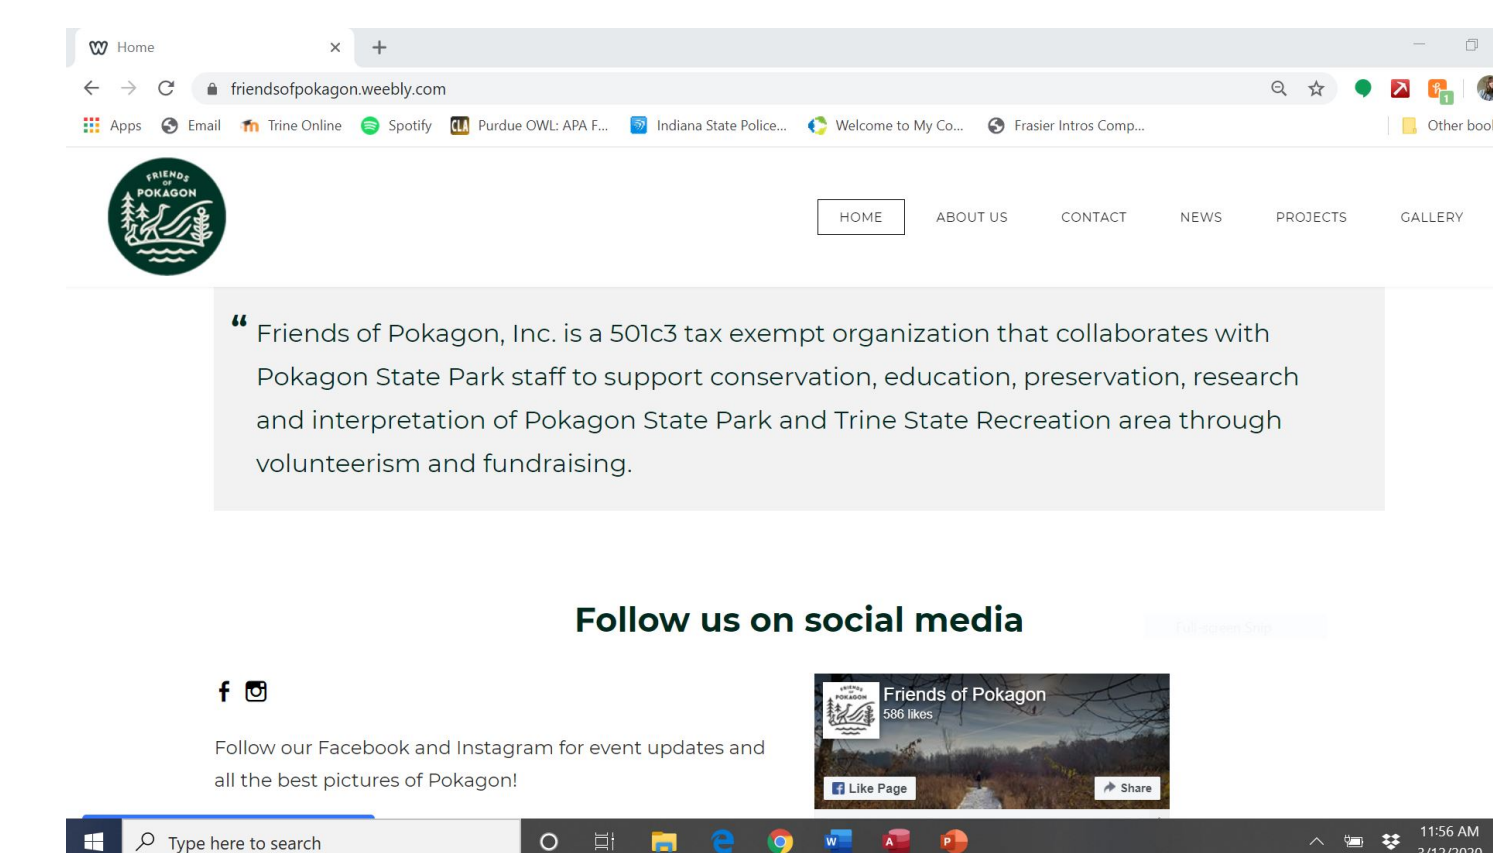 Home
friendsofpokagon.weebly.com
Apps Email Trine Online Spotify CLA Purdue OWL: APA F... Indiana State Police... Welcome to My Co... Frasier Intros Comp... Other book
FRIENDS
OF
POKAGON
HOME ABOUT US CONTACT NEWS PROJECTS GALLERY
“ Friends of Pokagon, Inc. is a 501c3 tax exempt organization that collaborates with
Pokagon State Park staff to support conservation, education, preservation, research
and interpretation of Pokagon State Park and Trine State Recreation area through
volunteerism and fundraising.
Follow us on social media
Friends of Pokagon
586 likes
Follow our Facebook and Instagram for event updates and
all the best pictures of Pokagon!
Like Page Share
Type here to search
11:56 AM
3/12/2020